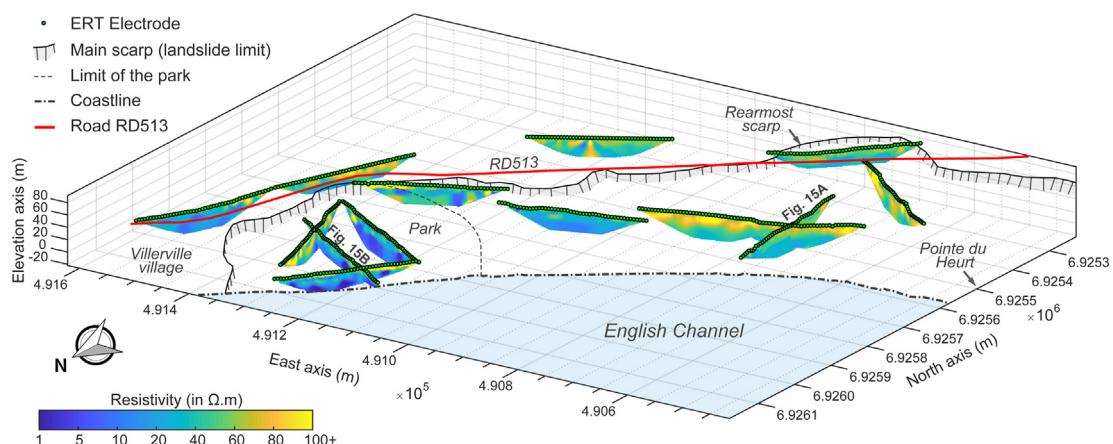 ERT Electrode
Main scarp (landslide limit)
Limit of the park
Coastline
Road RD513
Rearmost
scarp
RD513
Fig. 15A
Fig. 15B
Park
Villerville
village
Pointe du
Heurt
English Channel
Elevation axis (m)
80
60
40
20
0
-20
4.916
4.914
4.912
4.910
4.908
4.906
East axis (m)
×10⁵
6.9253
6.9254
6.9255
6.9256
6.9257
6.9258
6.9259
6.9260
6.9261
×10⁶
North axis (m)
N
Resistivity (in Ω.m)
1 5 10 20 40 60 80 100+